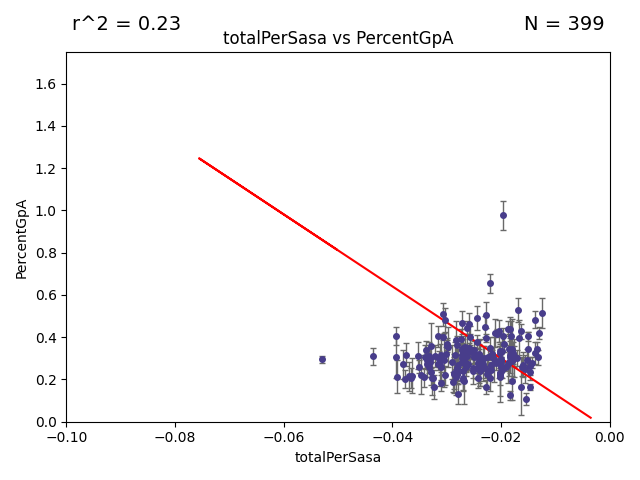 r^2 = 0.23
N = 399
totalPerSasa vs PercentGpA
PercentGpA
1.6
1.4
1.2
1.0
0.8
0.6
0.4
0.2
0.0
−0.10 −0.08 −0.06 −0.04 −0.02 0.00
totalPerSasa